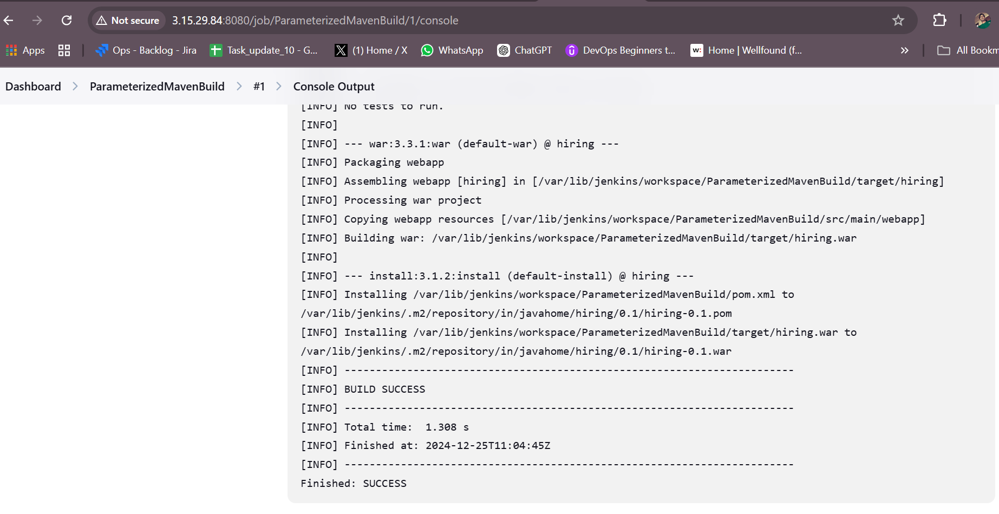 Not secure 3.15.29.84:8080/job/ParameterizedMavenBuild/1/console
Apps Ops - Backlog - Jira Task_update_10 - G... (1) Home / X WhatsApp ChatGPT DevOps Beginners t... w: Home | Wellfound (f... » All Bookm
Dashboard > ParameterizedMavenBuild > #1 > Console Output
[INFO] No tests to run.
[INFO]
[INFO] --- war:3.3.1:war (default-war) @ hiring ---
[INFO] Packaging webapp
[INFO] Assembling webapp [hiring] in [/var/lib/jenkins/workspace/ParameterizedMavenBuild/target/hiring]
[INFO] Processing war project
[INFO] Copying webapp resources [/var/lib/jenkins/workspace/ParameterizedMavenBuild/src/main/webapp]
[INFO] Building war: /var/lib/jenkins/workspace/ParameterizedMavenBuild/target/hiring.war
[INFO]
[INFO] --- install:3.1.2:install (default-install) @ hiring ---
[INFO] Installing /var/lib/jenkins/workspace/ParameterizedMavenBuild/pom.xml to
/var/lib/jenkins/.m2/repository/in/javahome/hiring/0.1/hiring-0.1.pom
[INFO] Installing /var/lib/jenkins/workspace/ParameterizedMavenBuild/target/hiring.war to
/var/lib/jenkins/.m2/repository/in/javahome/hiring/0.1/hiring-0.1.war
[INFO] ------------------------------------------------------------------------
[INFO] BUILD SUCCESS
[INFO] ------------------------------------------------------------------------
[INFO] Total time:  1.308 s
[INFO] Finished at: 2024-12-25T11:04:45Z
[INFO] ------------------------------------------------------------------------
Finished: SUCCESS